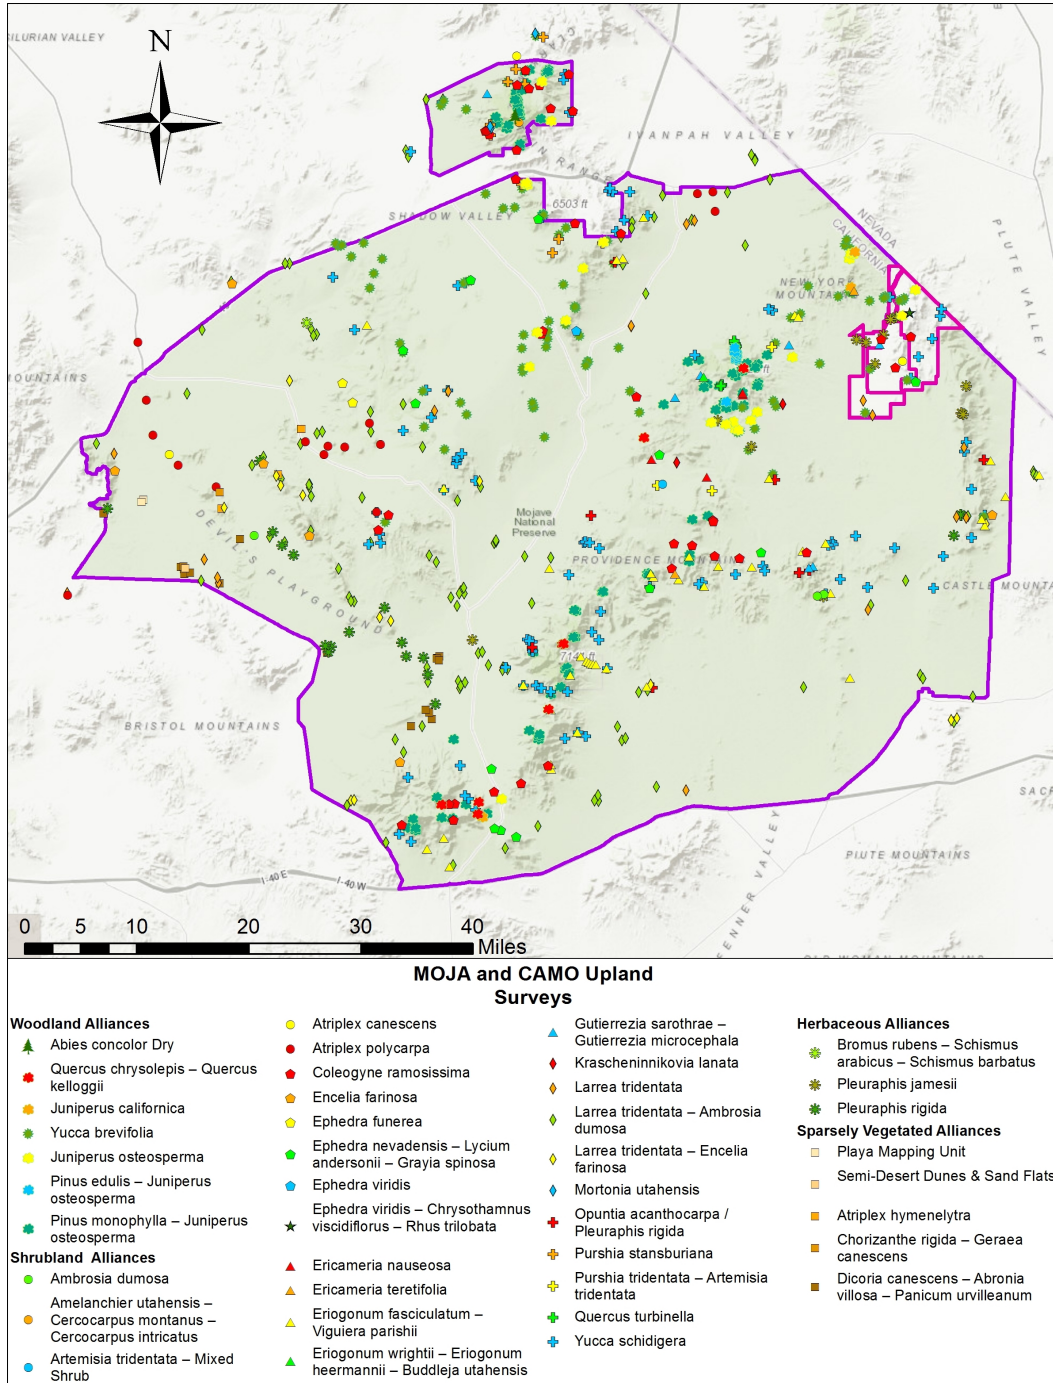 SILURIAN VALLEY
N
CLARK
IVANPAH VALLEY
N RANGE
6503 ft
SHADOW VALLEY
NEVADA
CALIFORNIA
PIUTE VALLEY
NEW YORK
MOUNTAINS
MOUNTAINS
Mojave
National
Preserve
DEVIL'S PLAYGROUND
PROVIDENCE MOUNTAINS
CASTLE MOUNTA
BRISTOL MOUNTAINS
SACR
PIUTE MOUNTAINS
FENNER VALLEY
OLD WOMAN MOUNTAINS
I-40 E
I-40 W
0 5 10 20 30 40
Miles
MOJA and CAMO Upland
Surveys
Woodland Alliances
Abies concolor Dry
Quercus chrysolepis – Quercus
kelloggii
Juniperus californica
Yucca brevifolia
Juniperus osteosperma
Pinus edulis – Juniperus
osteosperma
Pinus monophylla – Juniperus
osteosperma
Shrubland Alliances
Ambrosia dumosa
Amelanchier utahensis –
Cercocarpus montanus –
Cercocarpus intricatus
Artemisia tridentata – Mixed
Shrub
Atriplex canescens
Atriplex polycarpa
Coleogyne ramosissima
Encelia farinosa
Ephedra funerea
Ephedra nevadensis – Lycium
andersonii – Grayia spinosa
Ephedra viridis
Ephedra viridis – Chrysothamnus
viscidiflorus – Rhus trilobata
Ericameria nauseosa
Ericameria teretifolia
Eriogonum fasciculatum –
Viguiera parishii
Eriogonum wrightii – Eriogonum
heermannii – Buddleja utahensis
Gutierrezia sarothrae –
Gutierrezia microcephala
Krascheninnikovia lanata
Larrea tridentata
Larrea tridentata – Ambrosia
dumosa
Larrea tridentata – Encelia
farinosa
Mortonia utahensis
Opuntia acanthocarpa /
Pleuraphis rigida
Purshia stansburiana
Purshia tridentata – Artemisia
tridentata
Quercus turbinella
Yucca schidigera
Herbaceous Alliances
Bromus rubens – Schismus
arabicus – Schismus barbatus
Pleuraphis jamesii
Pleuraphis rigida
Sparsely Vegetated Alliances
Playa Mapping Unit
Semi-Desert Dunes & Sand Flats
Atriplex hymenelytra
Chorizanthe rigida – Geraea
canescens
Dicoria canescens – Abronia
villosa – Panicum urvilleanum